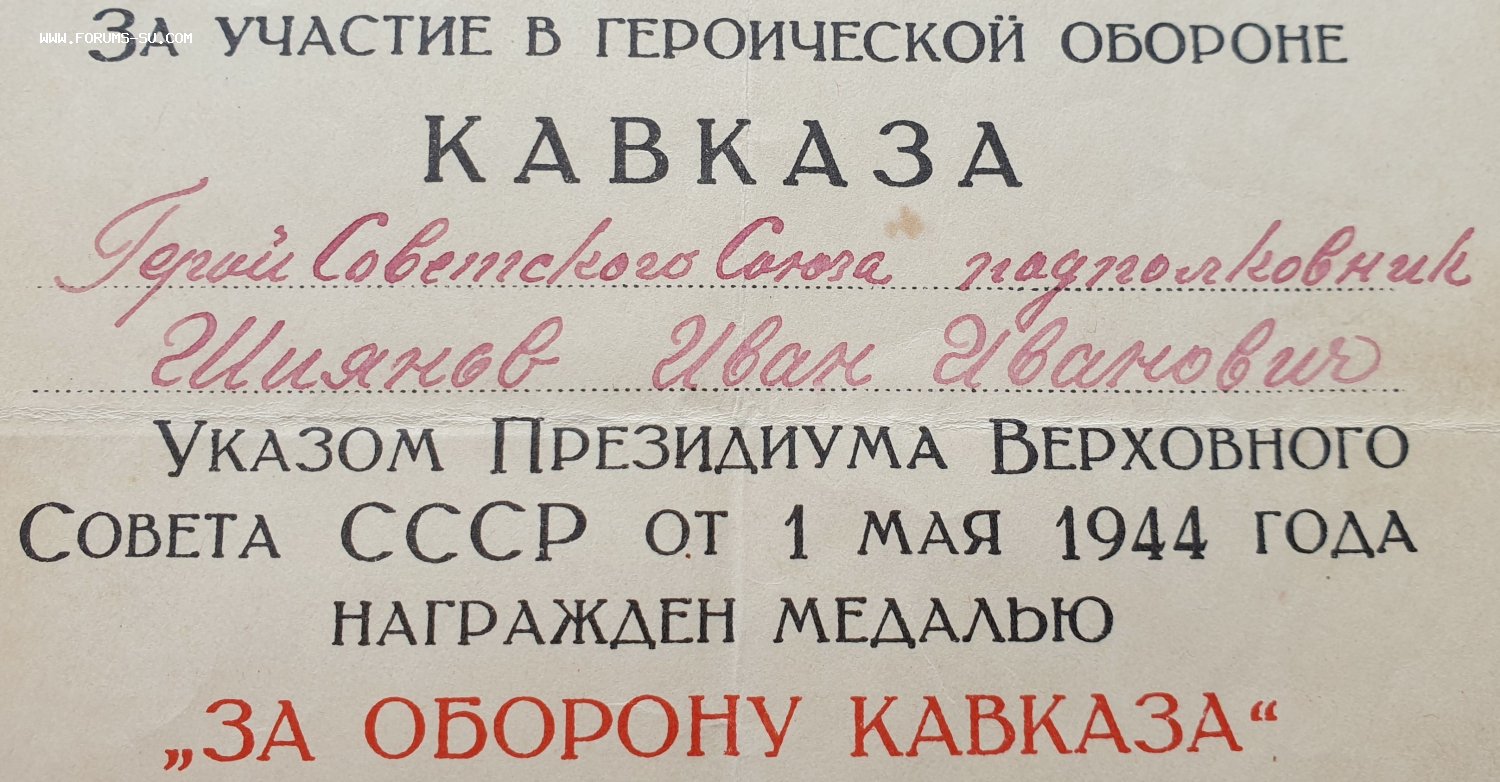 WWW.FORUMS-SU.COM
За участие в героической обороне
КАВКАЗА
Герой Советского Союза подполковник
Шиянов Иван Иванович
Указом Президиума Верховного
Совета СССР от 1 мая 1944 года
награжден медалью
„ЗА ОБОРОНУ КАВКАЗА“